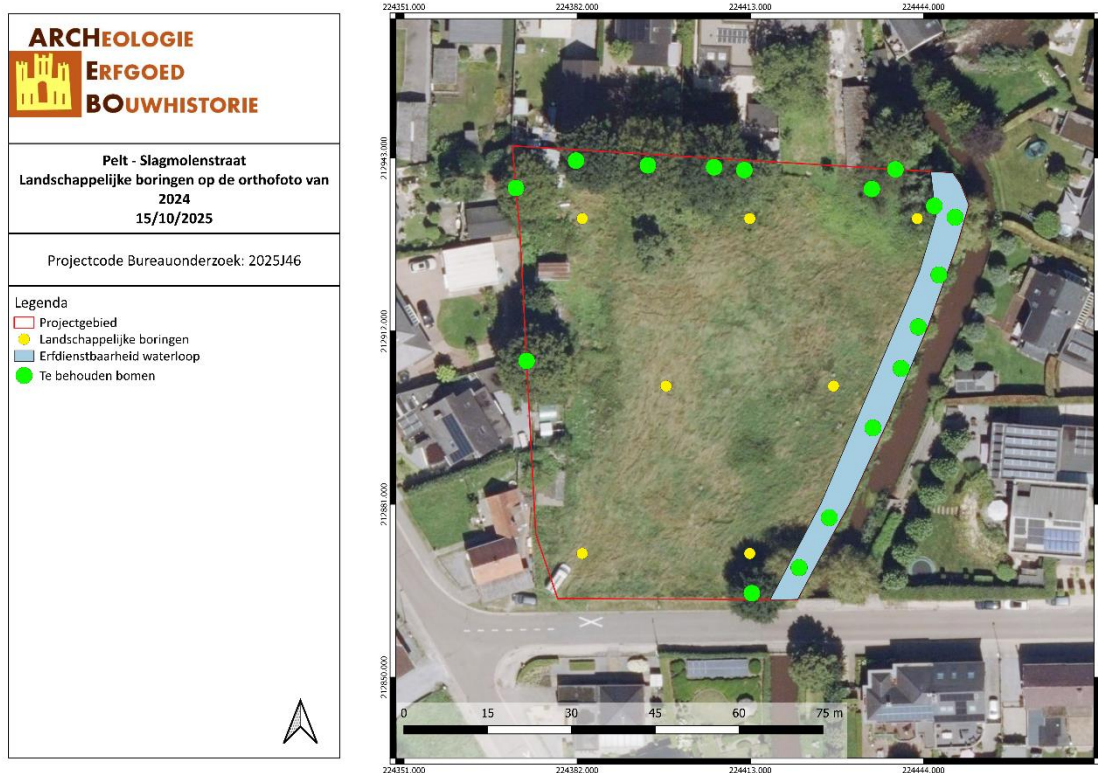 ARCHEOLOGIE
ERFGOED
BOUWHISTORIE
Pelt - Slagmolenstraat
Landschappelijke boringen op de orthofoto van
2024
15/10/2025
Projectcode Bureauonderzoek: 2025J46
Legenda
Projectgebied
Landschappelijke boringen
Erfdienstbaarheid waterloop
Te behouden bomen
224351.000
224382.000
224413.000
224444.000
212943.000
212912.000
212881.000
212850.000
0
15
30
45
60
75 m
224351.000
224382.000
224413.000
224444.000